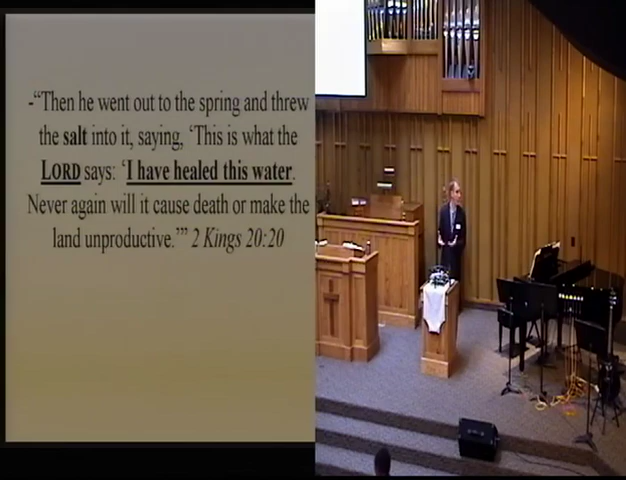 -“Then he went out to the spring and threw
the salt into it, saying, ‘This is what the
LORD says: ‘I have healed this water.
Never again will it cause death or make the
land unproductive.’” 2 Kings 20:20